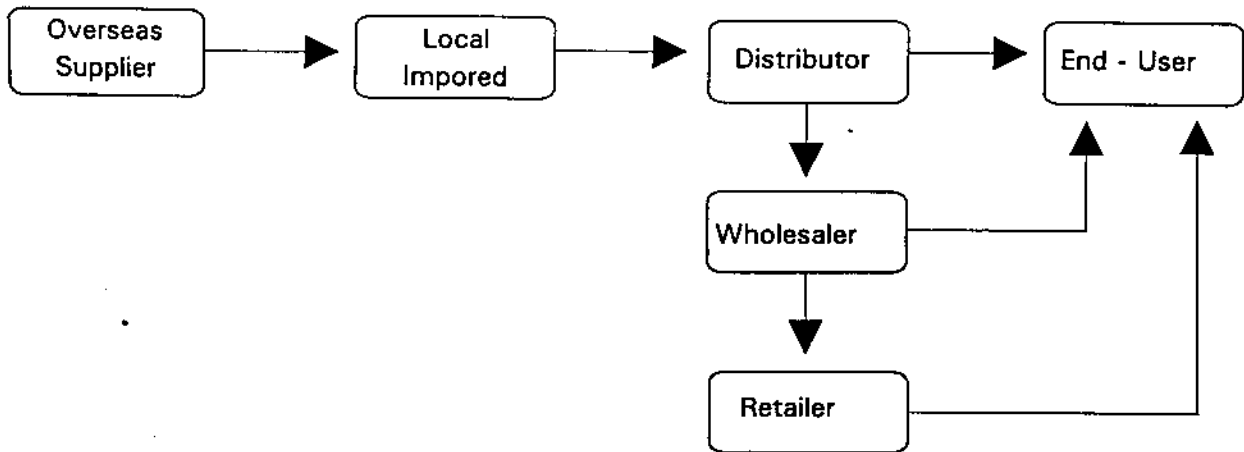 Overseas
Supplier
Local
Impored
Distributor
End - User
Wholesaler
Retailer